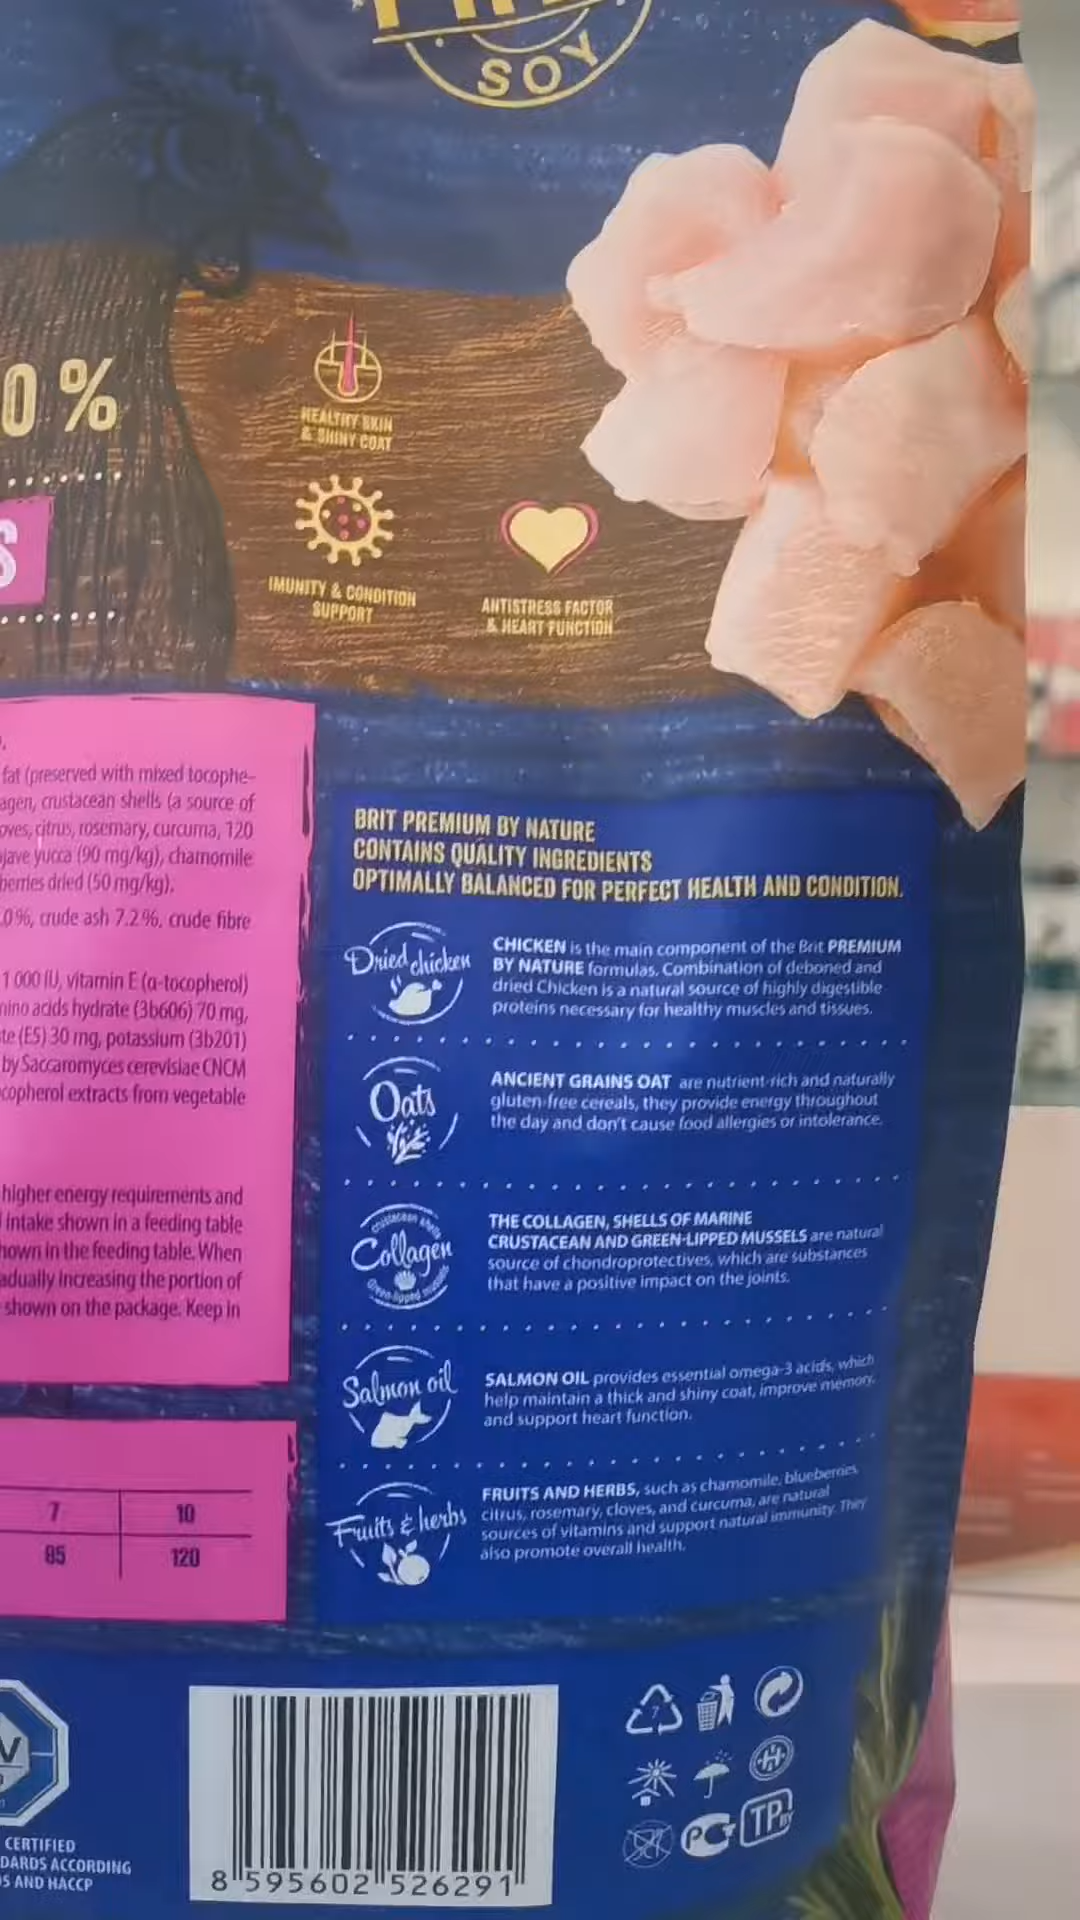 SOY
0 %
HEALTHY SKIN
& SHINY COAT
S
IMUNITY & CONDITION
SUPPORT
ANTISTRESS FACTOR
& HEART FUNCTION
fat (preserved with mixed tocophe-
agen, crustacean shells (a source of
oves, citrus, rosemary, curcuma, 120
ojave yucca (90 mg/kg), chamomile
berries dried (50 mg/kg).
.0%, crude ash 7.2%, crude fibre
1 000 IU, vitamin E (α-tocopherol)
mino acids hydrate (3b606) 70 mg,
te (E5) 30 mg, potassium (3b201)
by Saccaromyces cerevisiae CNCM
copherol extracts from vegetable
higher energy requirements and
intake shown in a feeding table
hown in the feeding table. When
adually increasing the portion of
shown on the package. Keep in
7 10
95 120
BRIT PREMIUM BY NATURE
CONTAINS QUALITY INGREDIENTS
OPTIMALLY BALANCED FOR PERFECT HEALTH AND CONDITION.
Dried chicken
CHICKEN is the main component of the Brit PREMIUM
BY NATURE formulas. Combination of deboned and
dried Chicken is a natural source of highly digestible
proteins necessary for healthy muscles and tissues.
Oats
ANCIENT GRAINS OAT are nutrient-rich and naturally
gluten-free cereals, they provide energy throughout
the day and don't cause food allergies or intolerance.
crustacean shells
Collagen
Green-lipped mussels
THE COLLAGEN, SHELLS OF MARINE
CRUSTACEAN AND GREEN-LIPPED MUSSELS are natural
source of chondroprotectives, which are substances
that have a positive impact on the joints.
Salmon oil
SALMON OIL provides essential omega-3 acids, which
help maintain a thick and shiny coat, improve memory,
and support heart function.
Fruits & herbs
FRUITS AND HERBS, such as chamomile, blueberries,
citrus, rosemary, cloves, and curcuma, are natural
sources of vitamins and support natural immunity. They
also promote overall health.
CERTIFIED
DARDS ACCORDING
S AND HACCP
8 595602 526291
7
H
PCT
TP